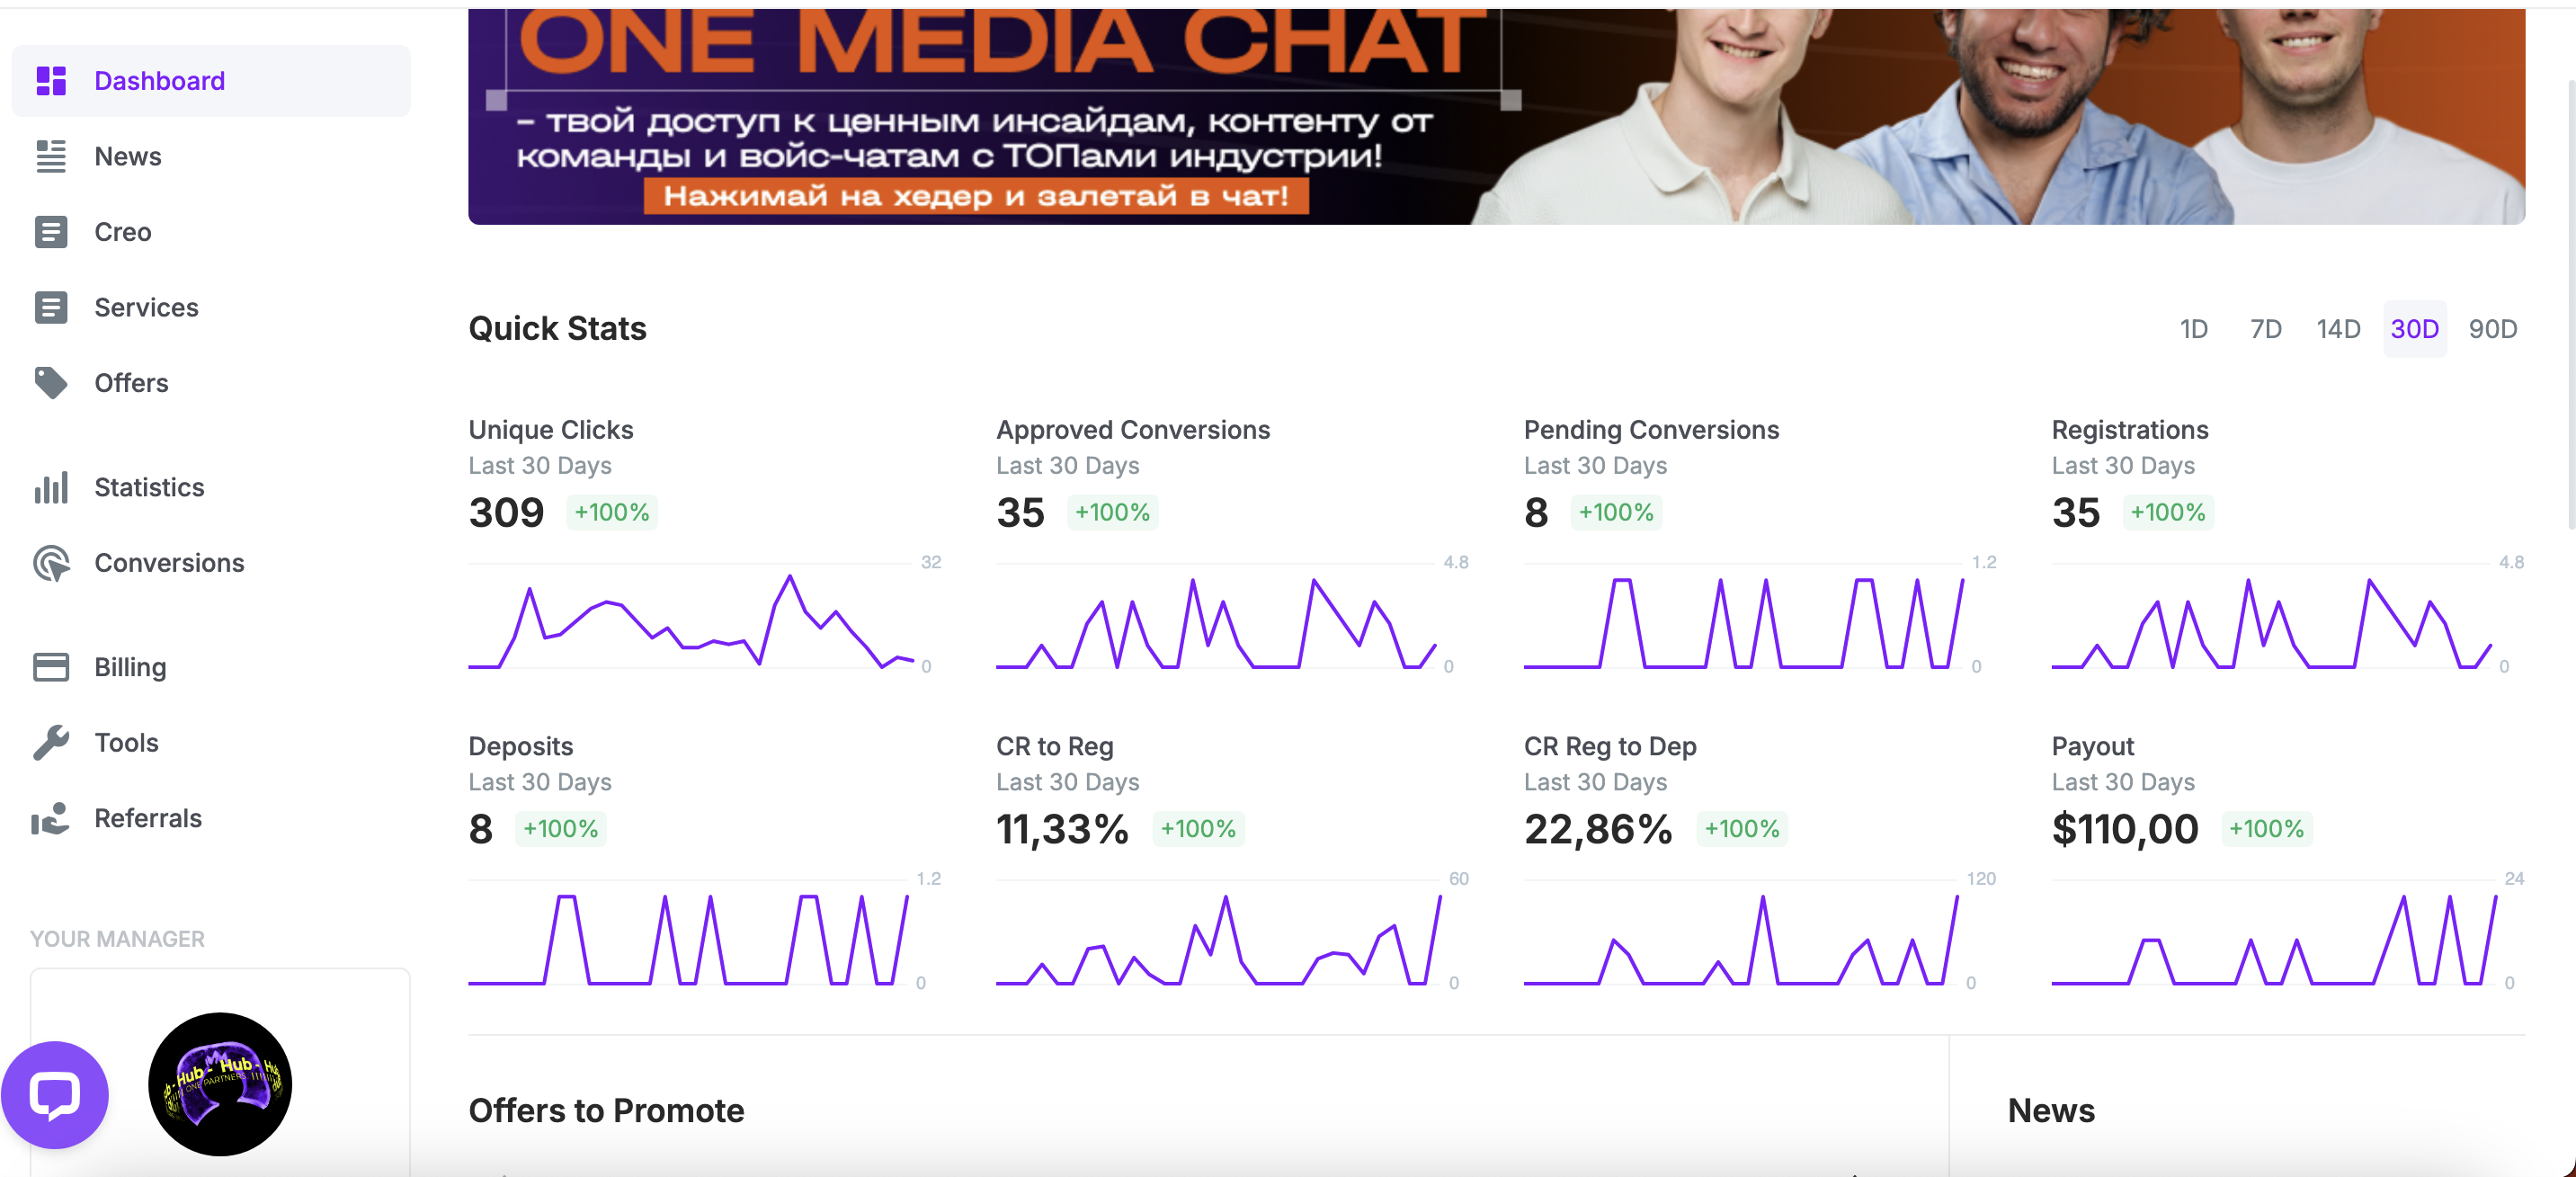 ONE MEDIA CHAT
– твой доступ к ценным инсайдам, контенту от
команды и войс-чатам с ТОПами индустрии!
Нажимай на хедер и залетай в чат!
Dashboard
News
Creo
Services
Offers
Statistics
Conversions
Billing
Tools
Referrals
YOUR MANAGER
Hub - Hub - Hu
ONE PARTNERS
Quick Stats
1D 7D 14D 30D 90D
Unique Clicks
Last 30 Days
309 +100%
32
0
Approved Conversions
Last 30 Days
35 +100%
4.8
0
Pending Conversions
Last 30 Days
8 +100%
1.2
0
Registrations
Last 30 Days
35 +100%
4.8
0
Deposits
Last 30 Days
8 +100%
1.2
0
CR to Reg
Last 30 Days
11,33% +100%
60
0
CR Reg to Dep
Last 30 Days
22,86% +100%
120
0
Payout
Last 30 Days
$110,00 +100%
24
0
Offers to Promote
News